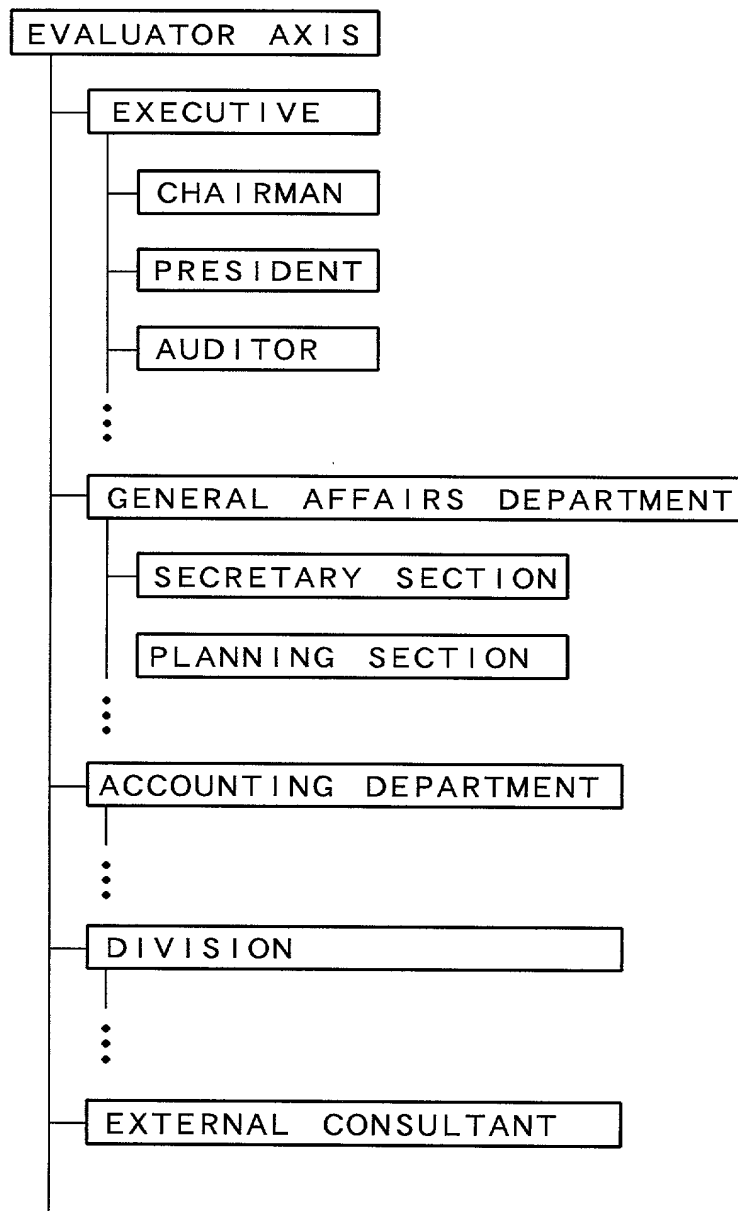 EVALUATOR AXIS
EXECUTIVE
CHAIRMAN
PRESIDENT
AUDITOR
GENERAL AFFAIRS DEPARTMENT
SECRETARY SECTION
PLANNING SECTION
ACCOUNTING DEPARTMENT
DIVISION
EXTERNAL CONSULTANT